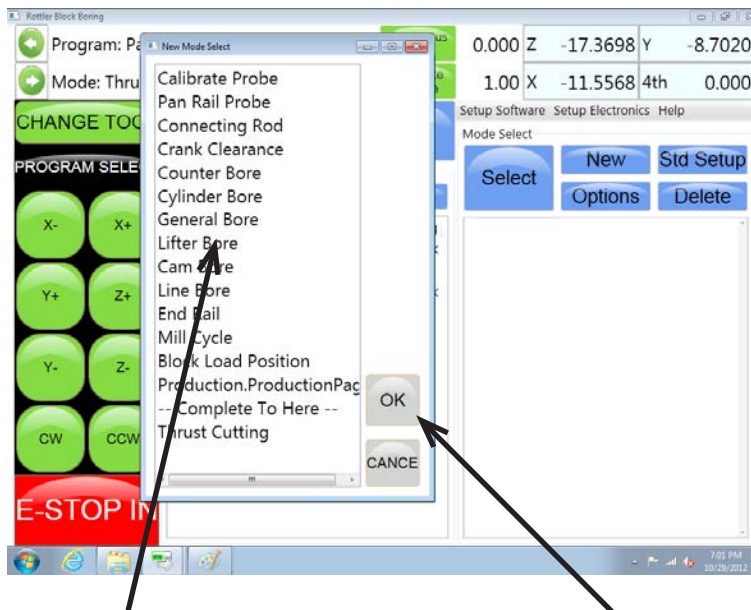 Rottler Block Boring
Program: Pa
us
0.000 Z -17.3698 Y -8.7020
Mode: Thru
e
1.00 X -11.5568 4th 0.000
New Mode Select
Calibrate Probe
Pan Rail Probe
Connecting Rod
Crank Clearance
Counter Bore
Cylinder Bore
General Bore
Lifter Bore
Cam Bore
Line Bore
End Rail
Mill Cycle
Block Load Position
Production.ProductionPag
-- Complete To Here --
Thrust Cutting
OK
CANCE
CHANGE TOO
PROGRAM SELE
X- X+
Y+ Z+
Y- Z-
CW CCW
E-STOP IN
Setup Software Setup Electronics Help
Mode Select
Select
New
Std Setup
Options
Delete
7:01 PM
10/29/2012